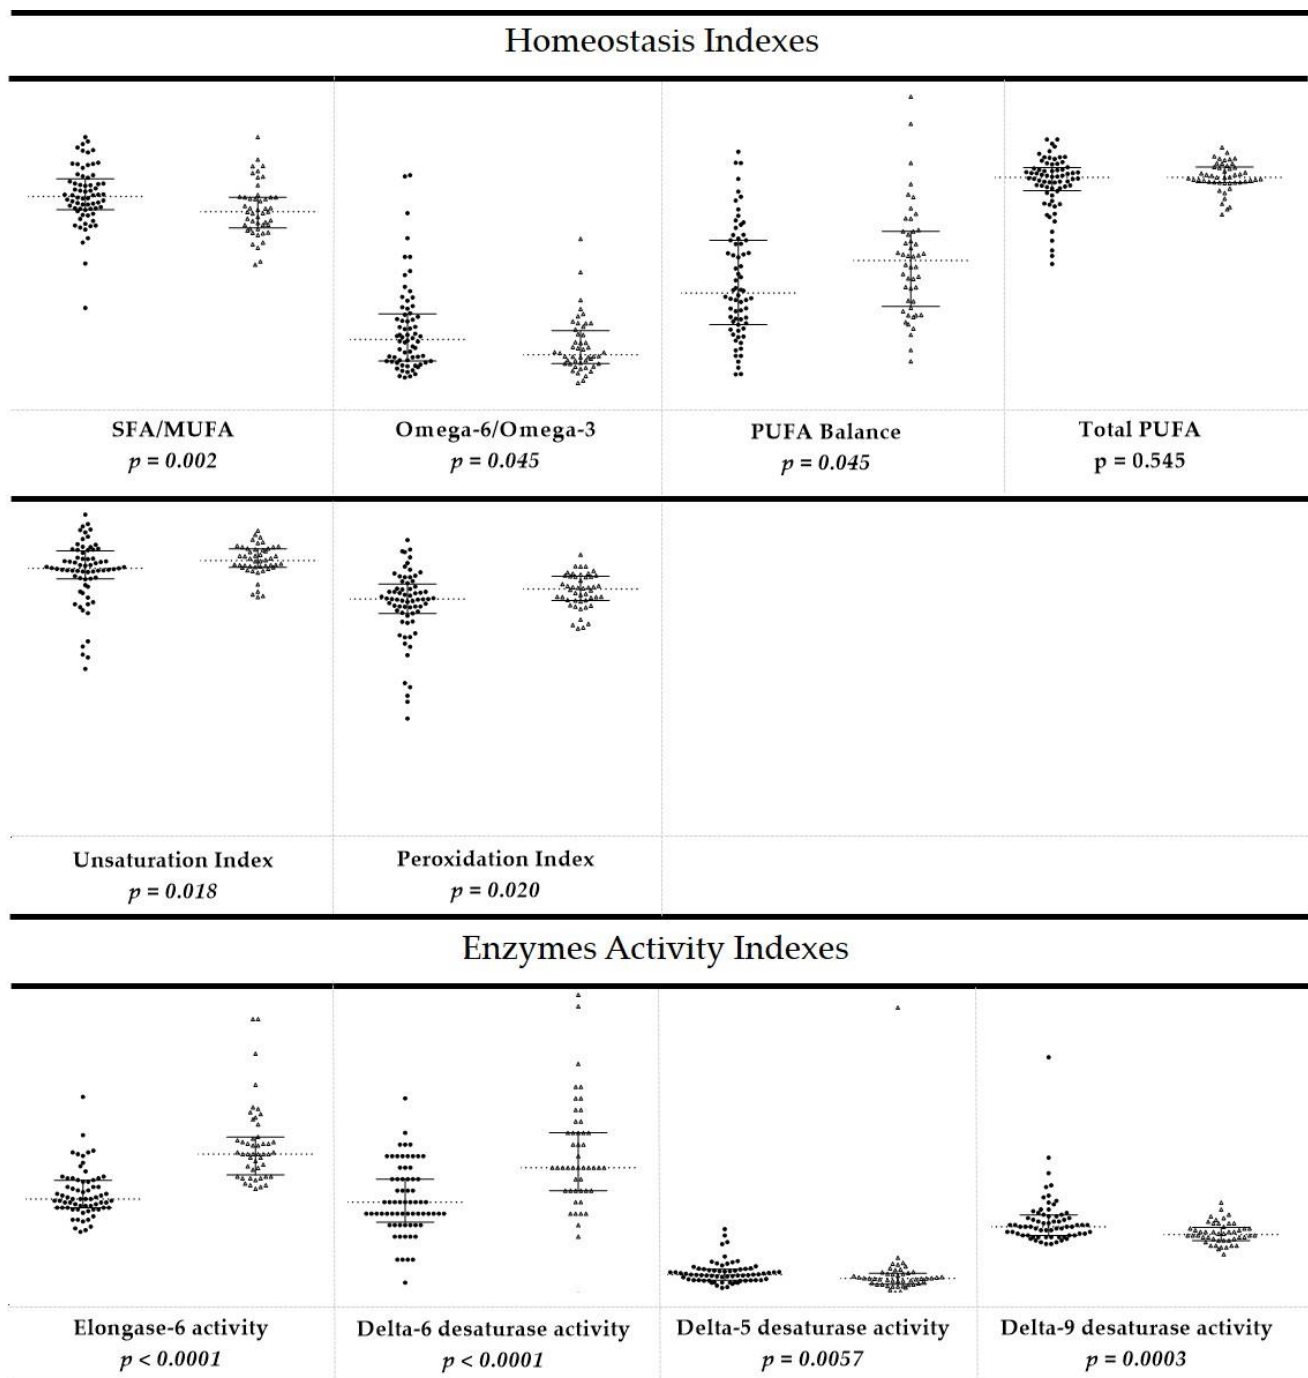 Homeostasis Indexes
SFA/MUFA
p = 0.002
Omega-6/Omega-3
p = 0.045
PUFA Balance
p = 0.045
Total PUFA
p = 0.545
Unsaturation Index
p = 0.018
Peroxidation Index
p = 0.020
Enzymes Activity Indexes
Elongase-6 activity
p < 0.0001
Delta-6 desaturase activity
p < 0.0001
Delta-5 desaturase activity
p = 0.0057
Delta-9 desaturase activity
p = 0.0003